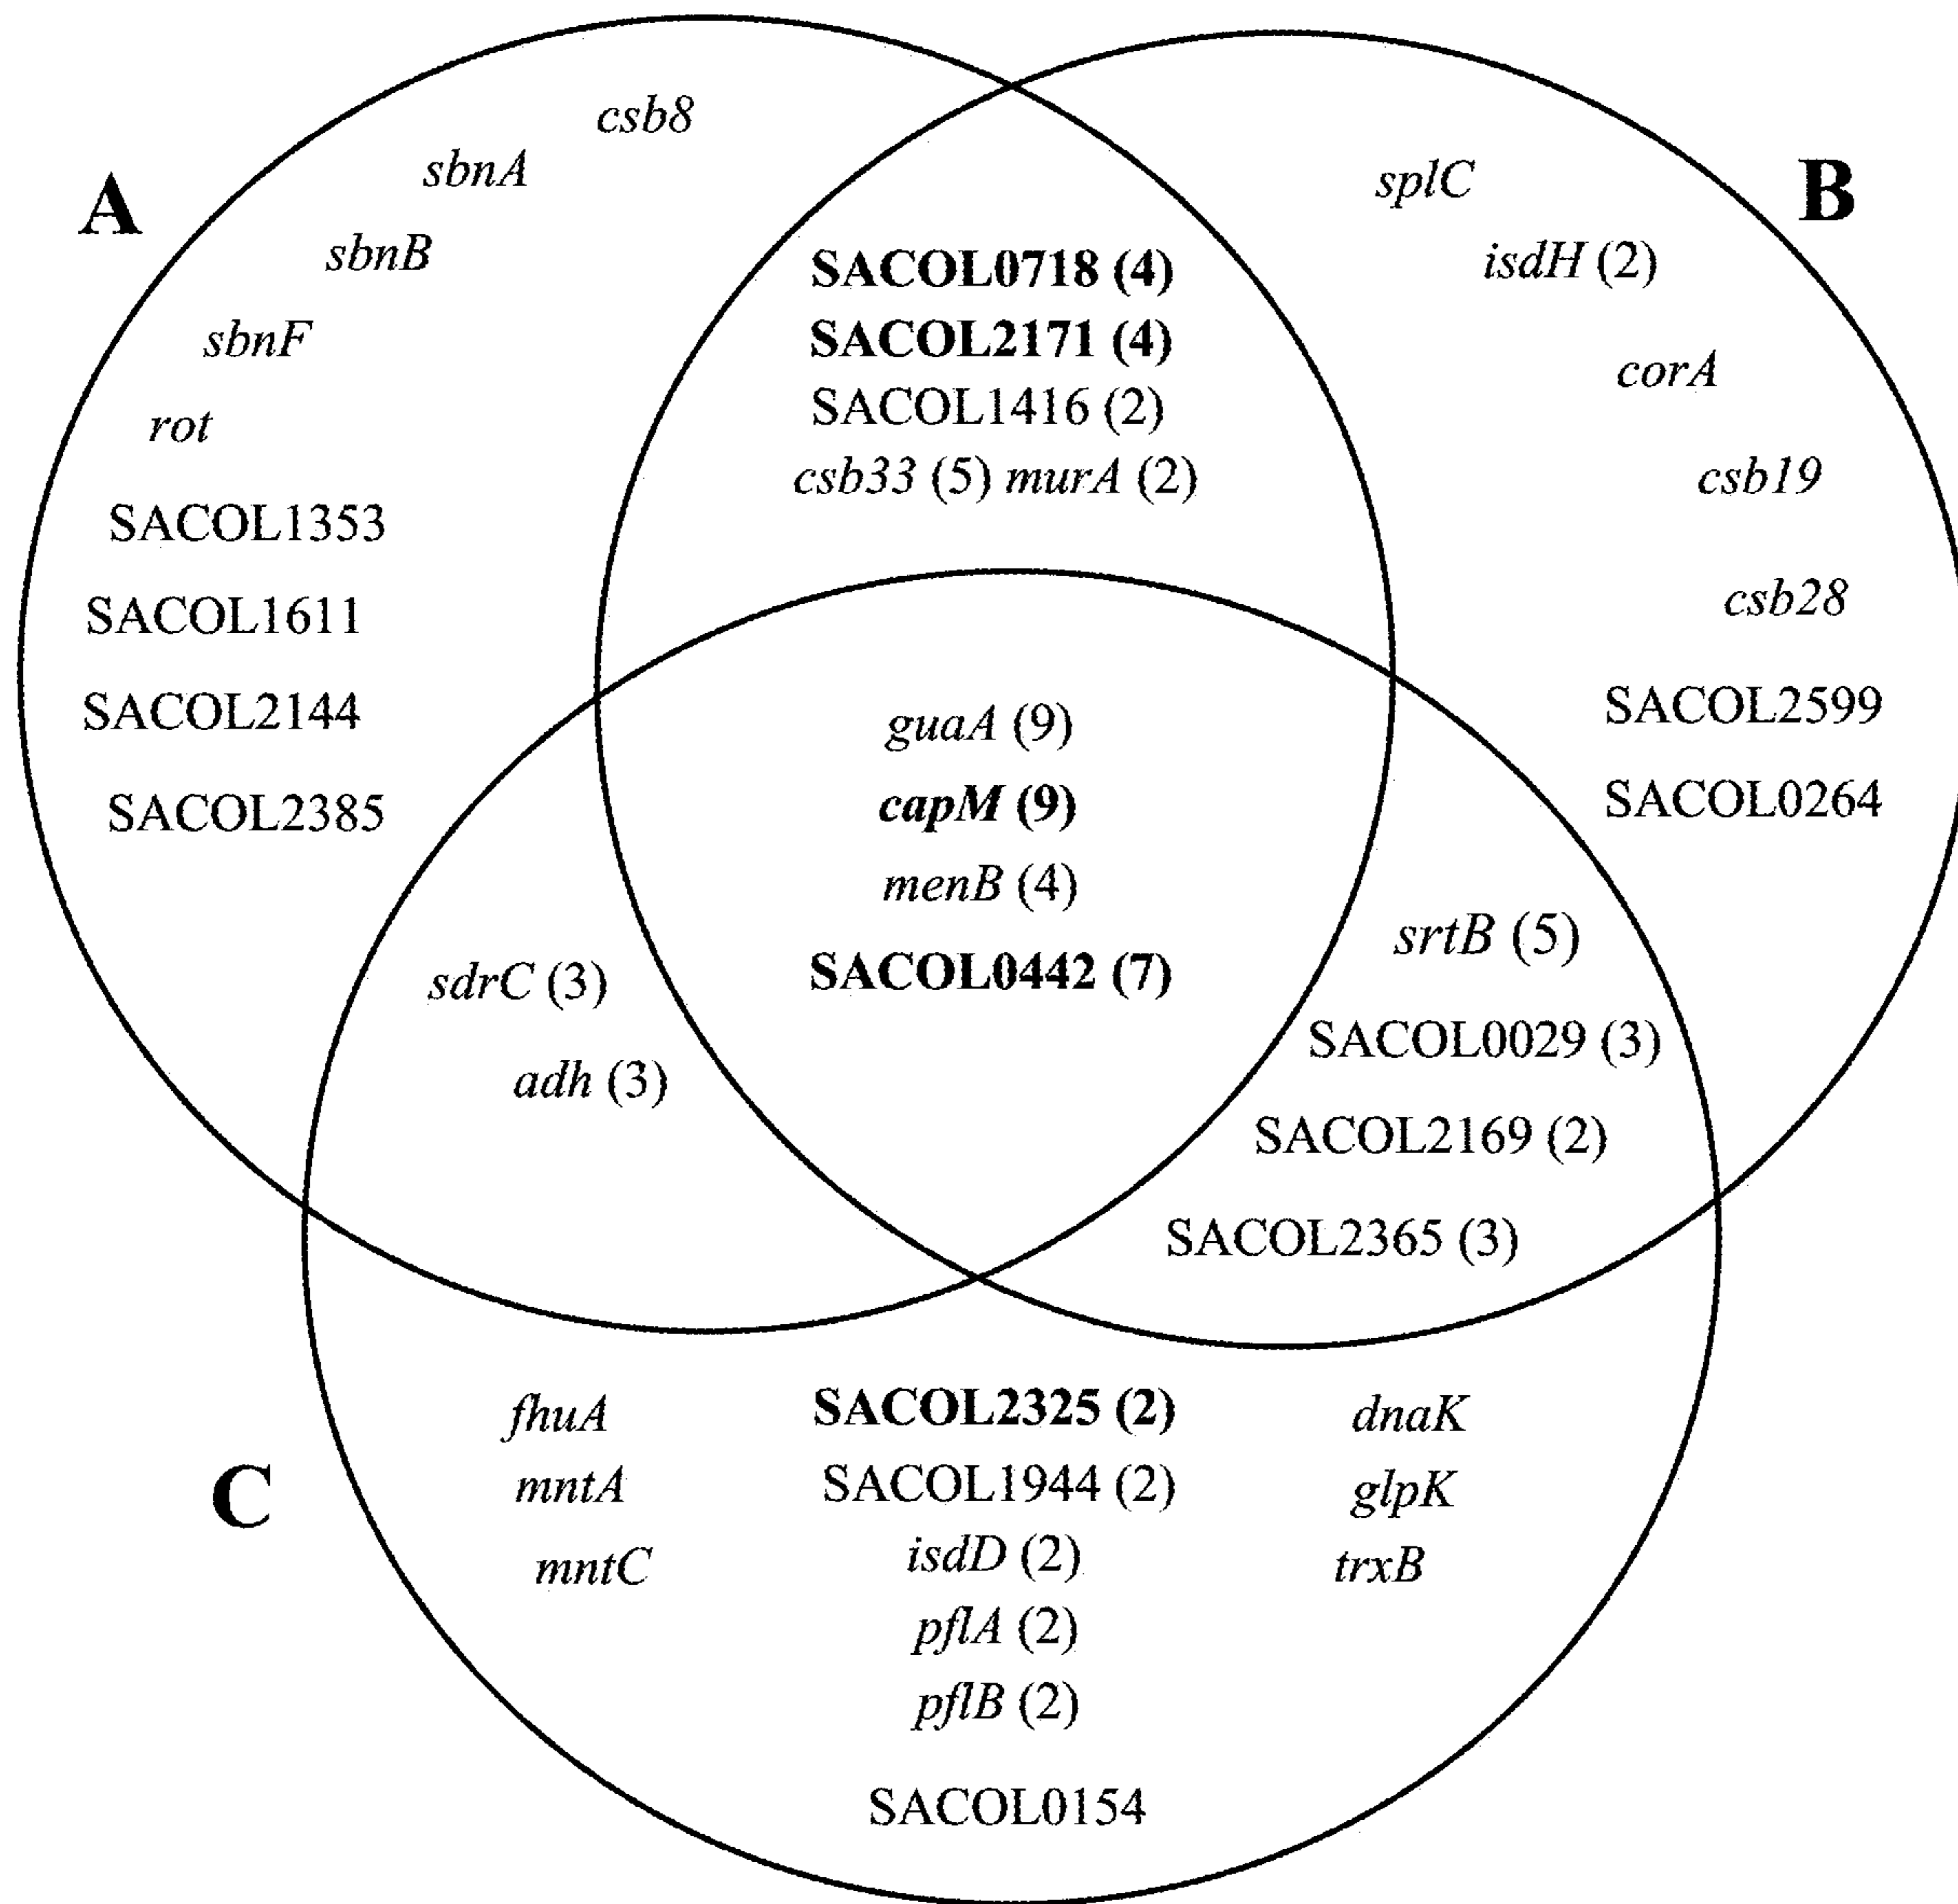 csb8
sbnA
A
sbnB
sbnF
rot
SACOL1353
SACOL1611
SACOL2144
SACOL2385
SACOL0718 (4)
SACOL2171 (4)
SACOL1416 (2)
csb33 (5) murA (2)
splC
B
isdH (2)
corA
csb19
csb28
SACOL2599
SACOL0264
guaA (9)
capM (9)
menB (4)
SACOL0442 (7)
sdrC (3)
adh (3)
srtB (5)
SACOL0029 (3)
SACOL2169 (2)
SACOL2365 (3)
C
fhuA
mntA
mntC
SACOL2325 (2)
SACOL1944 (2)
isdD (2)
pflA (2)
pflB (2)
SACOL0154
dnaK
glpK
trxB